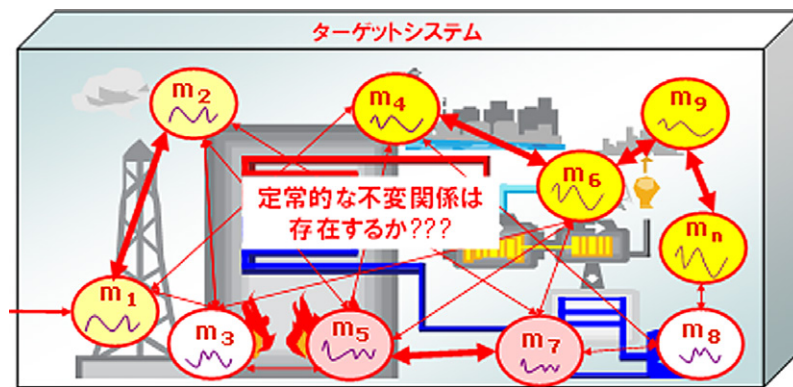 ターゲットシステム
m2
m4
m9
m6
定常的な不変関係は
存在するか???
mn
m1
m3
m5
m7
m8